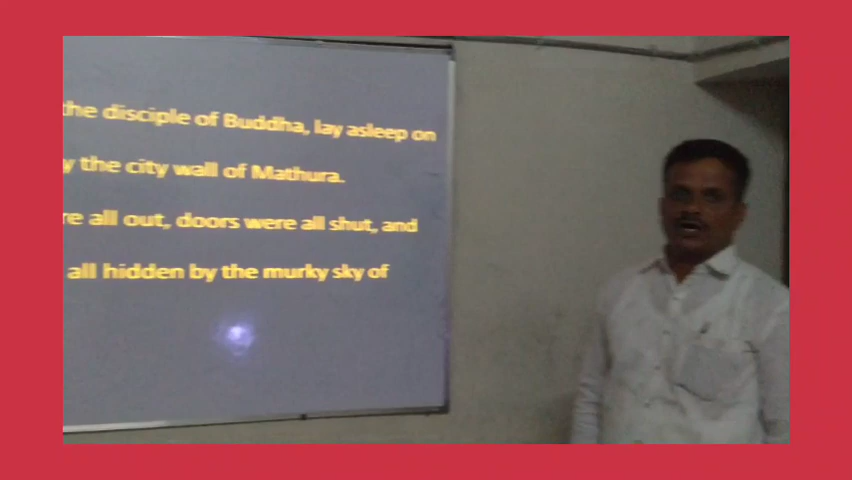 the disciple of Buddha, lay asleep on
y the city wall of Mathura.
re all out, doors were all shut, and
all hidden by the murky sky of